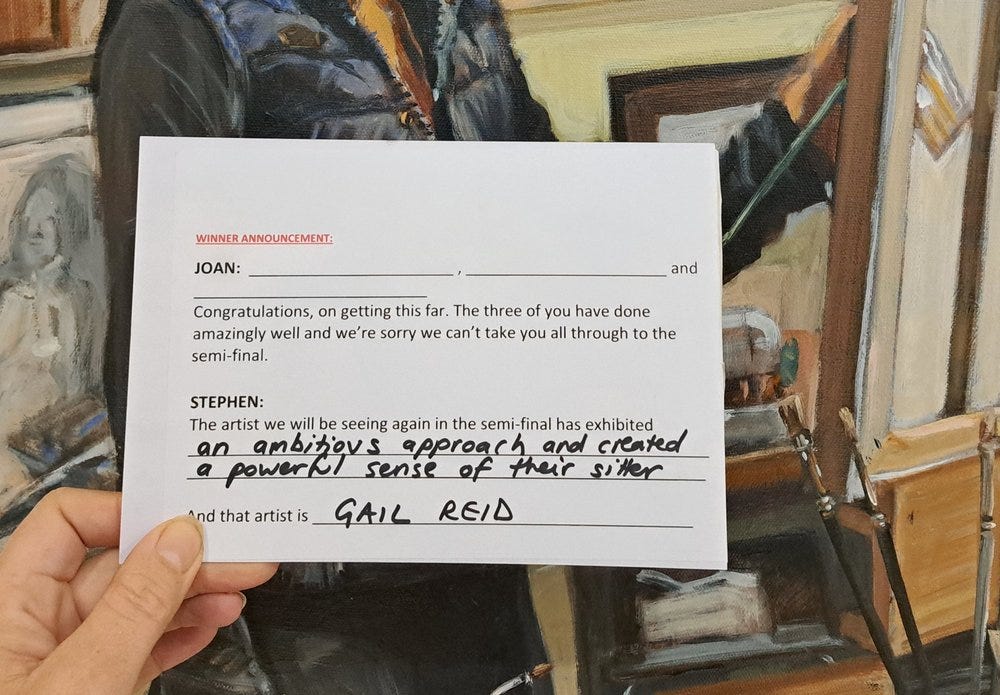 WINNER ANNOUNCEMENT:
JOAN: ____________________ , ____________________ and
____________________
Congratulations, on getting this far. The three of you have done
amazingly well and we're sorry we can't take you all through to the
semi-final.
STEPHEN:
The artist we will be seeing again in the semi-final has exhibited
an ambitious approach and created
a powerful sense of their sitter
And that artist is GAIL REID